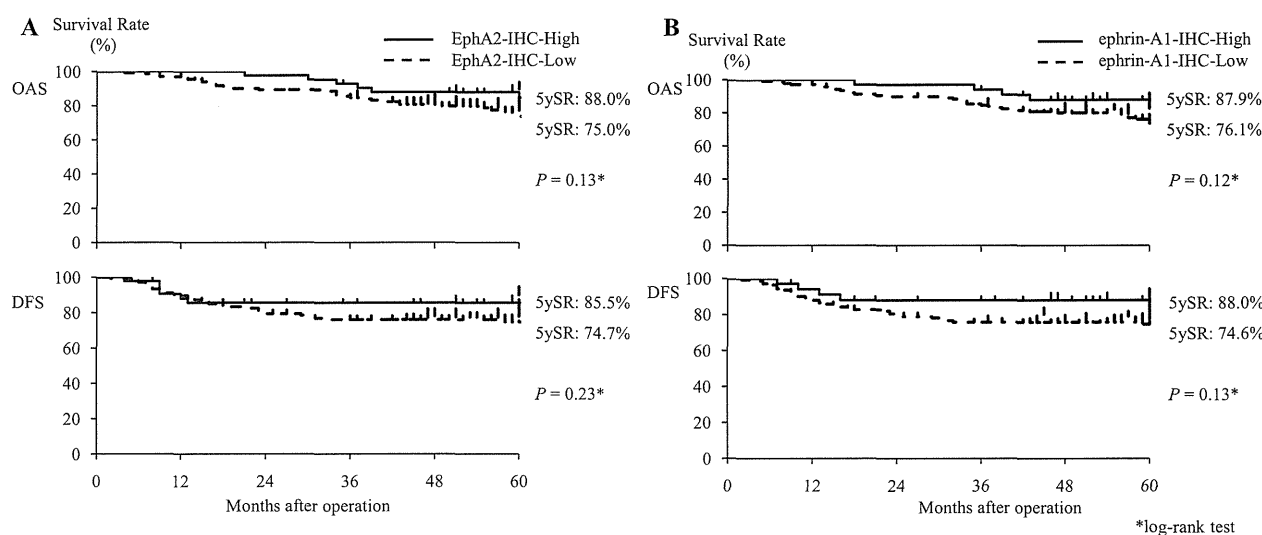 A
Survival Rate
(%)
EphA2-IHC-High
EphA2-IHC-Low
OAS
100
80
60
40
20
0
5ySR: 88.0%
5ySR: 75.0%
P = 0.13*
DFS
100
80
60
40
20
0
5ySR: 85.5%
5ySR: 74.7%
P = 0.23*
0 12 24 36 48 60
Months after operation
B
Survival Rate
(%)
ephrin-A1-IHC-High
ephrin-A1-IHC-Low
OAS
100
80
60
40
20
0
5ySR: 87.9%
5ySR: 76.1%
P = 0.12*
DFS
100
80
60
40
20
0
5ySR: 88.0%
5ySR: 74.6%
P = 0.13*
0 12 24 36 48 60
Months after operation
*log-rank test